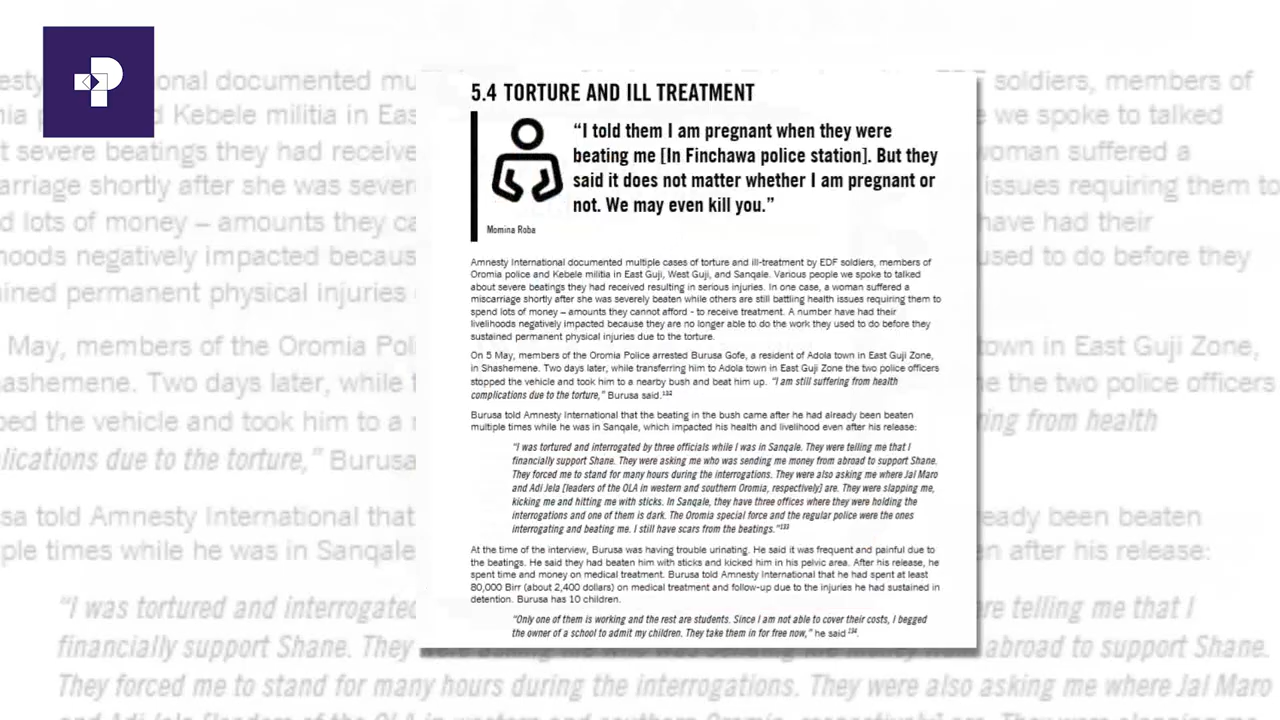 5.4 TORTURE AND ILL TREATMENT
“I told them I am pregnant when they were
beating me [In Finchawa police station]. But they
said it does not matter whether I am pregnant or
not. We may even kill you.”
Momina Roba
Amnesty International documented multiple cases of torture and ill-treatment by EDF soldiers, members of
Oromia police and Kebele militia in East Guji, West Guji, and Sanqale. Various people we spoke to talked
about severe beatings they had received resulting in serious injuries. In one case, a woman suffered a
miscarriage shortly after she was severely beaten while others are still battling health issues requiring them to
spend lots of money – amounts they cannot afford - to receive treatment. A number have had their
livelihoods negatively impacted because they are no longer able to do the work they used to do before they
sustained permanent physical injuries due to the torture.
On 5 May, members of the Oromia Police arrested Burusa Gofe, a resident of Adola town in East Guji Zone,
in Shashemene. Two days later, while transferring him to Adola town in East Guji Zone the two police officers
stopped the vehicle and took him to a nearby bush and beat him up. “I am still suffering from health
complications due to the torture,” Burusa said.132
Burusa told Amnesty International that the beating in the bush came after he had already been beaten
multiple times while he was in Sanqale, which impacted his health and livelihood even after his release:
“I was tortured and interrogated by three officials while I was in Sanqale. They were telling me that I
financially support Shane. They were asking me who was sending me money from abroad to support Shane.
They forced me to stand for many hours during the interrogations. They were also asking me where Jal Maro
and Adi Jela [leaders of the OLA in western and southern Oromia, respectively] are. They were slapping me,
kicking me and hitting me with sticks. In Sanqale, they have three offices where they were holding the
interrogations and one of them is dark. The Oromia special force and the regular police were the ones
interrogating and beating me. I still have scars from the beatings.”133
At the time of the interview, Burusa was having trouble urinating. He said it was frequent and painful due to
the beatings. He said they had beaten him with sticks and kicked him in his pelvic area. After his release, he
spent time and money on medical treatment. Burusa told Amnesty International that he had spent at least
80,000 Birr (about 2,400 dollars) on medical treatment and follow-up due to the injuries he had sustained in
detention. Burusa has 10 children.
“Only one of them is working and the rest are students. Since I am not able to cover their costs, I begged
the owner of a school to admit my children. They take them in for free now,” he said 134.